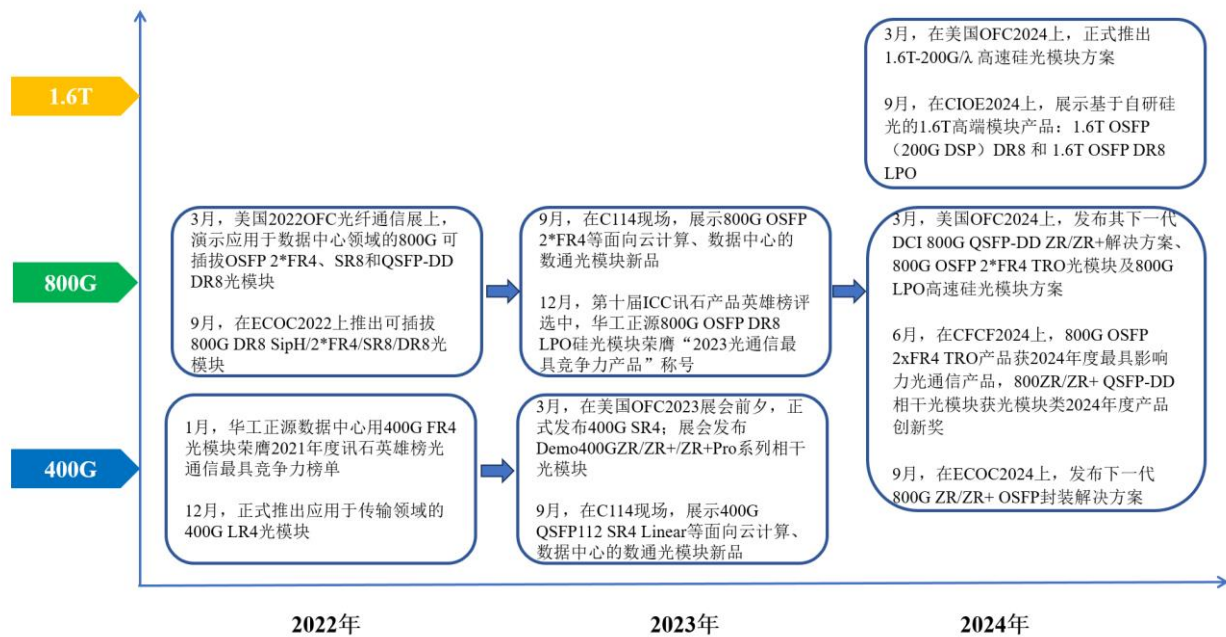 1.6T
3月，在美国OFC2024上，正式推出
1.6T-200G/λ 高速硅光模块方案
9月，在CIOE2024上，展示基于自研硅
光的1.6T高端模块产品：1.6T OSFP
（200G DSP）DR8 和 1.6T OSFP DR8
LPO
800G
3月，美国2022OFC光纤通信展上，
演示应用于数据中心领域的800G 可
插拔OSFP 2*FR4、SR8和QSFP-DD
DR8光模块
9月，在ECOC2022上推出可插拔
800G DR8 SipH/2*FR4/SR8/DR8光
模块
9月，在C114现场，展示800G OSFP
2*FR4等面向云计算、数据中心的
数通光模块新品
12月，第十届ICC讯石产品英雄榜评
选中，华工正源800G OSFP DR8
LPO硅光模块荣膺“2023光通信最
具竞争力产品”称号
3月，美国OFC2024上，发布其下一代
DCI 800G QSFP-DD ZR/ZR+解决方案、
800G OSFP 2*FR4 TRO光模块及800G
LPO高速硅光模块方案
6月，在CFCF2024上，800G OSFP
2xFR4 TRO产品获2024年度最具影响
力光通信产品，800ZR/ZR+ QSFP-DD
相干光模块获光模块类2024年度产品
创新奖
9月，在ECOC2024上，发布下一代
800G ZR/ZR+ OSFP封装解决方案
400G
1月，华工正源数据中心用400G FR4
光模块荣膺2021年度讯石英雄榜光
通信最具竞争力榜单
12月，正式推出应用于传输领域的
400G LR4光模块
3月，在美国OFC2023展会前夕，正
式发布400G SR4；展会发布
Demo400GZR/ZR+/ZR+Pro系列相干
光模块
9月，在C114现场，展示400G
QSFP112 SR4 Linear等面向云计算、
数据中心的数通光模块新品
2022年
2023年
2024年